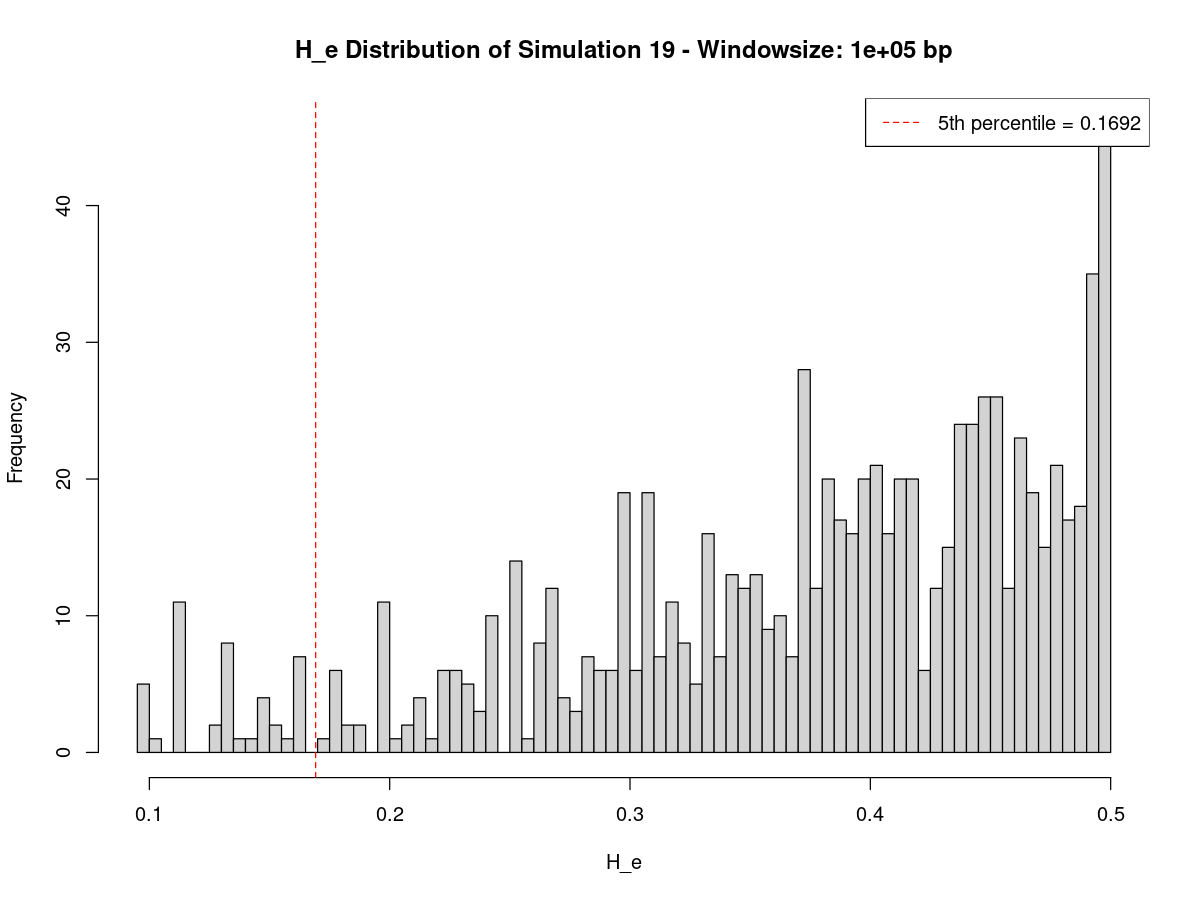 H_e Distribution of Simulation 19 - Windowsize: 1e+05 bp
5th percentile = 0.1692
Frequency
40
30
20
10
0
0.1 0.2 0.3 0.4 0.5
H_e